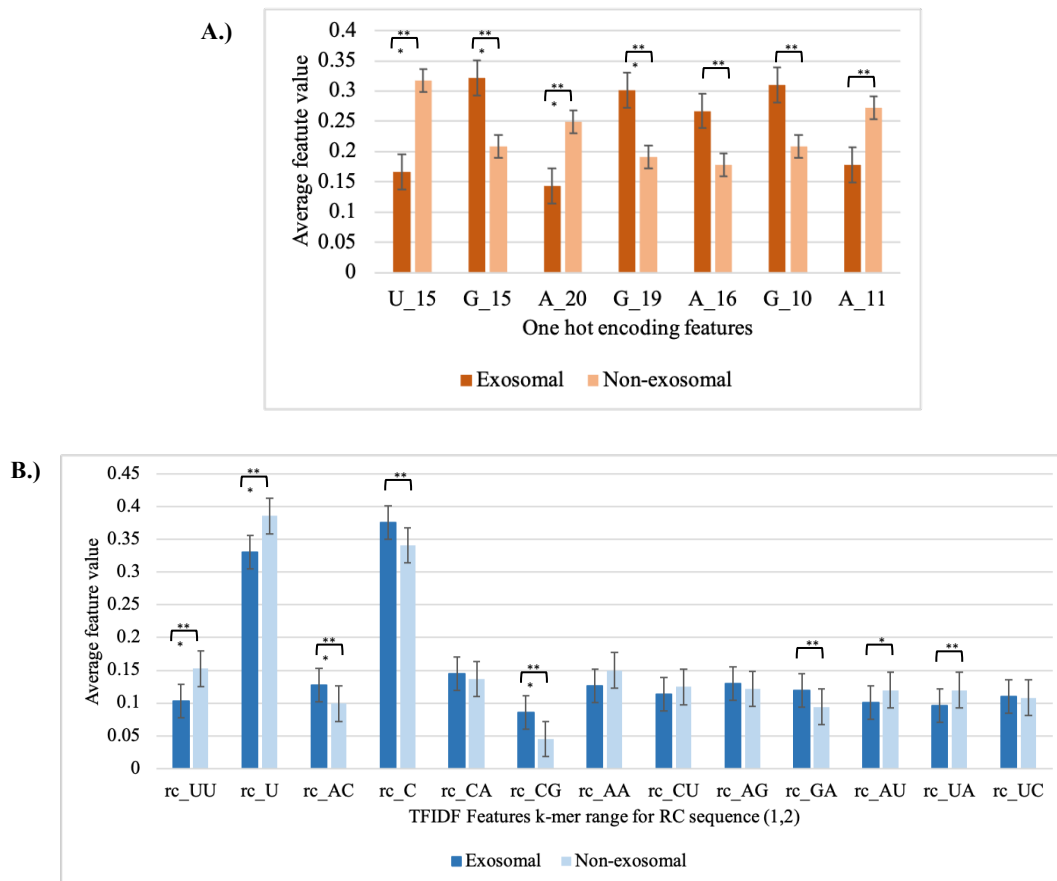 A.)
Average featute value
0.4
0.35
0.3
0.25
0.2
0.15
0.1
0.05
0
** ** ** ** ** ** **
* * * *
U_15 G_15 A_20 G_19 A_16 G_10 A_11
One hot encoding features
Exosomal Non-exosomal
B.)
Average feature value
0.45
0.4
0.35
0.3
0.25
0.2
0.15
0.1
0.05
0
** ** ** ** ** ** * **
* * * *
rc_UU rc_U rc_AC rc_C rc_CA rc_CG rc_AA rc_CU rc_AG rc_GA rc_AU rc_UA rc_UC
TFIDF Features k-mer range for RC sequence (1,2)
Exosomal Non-exosomal